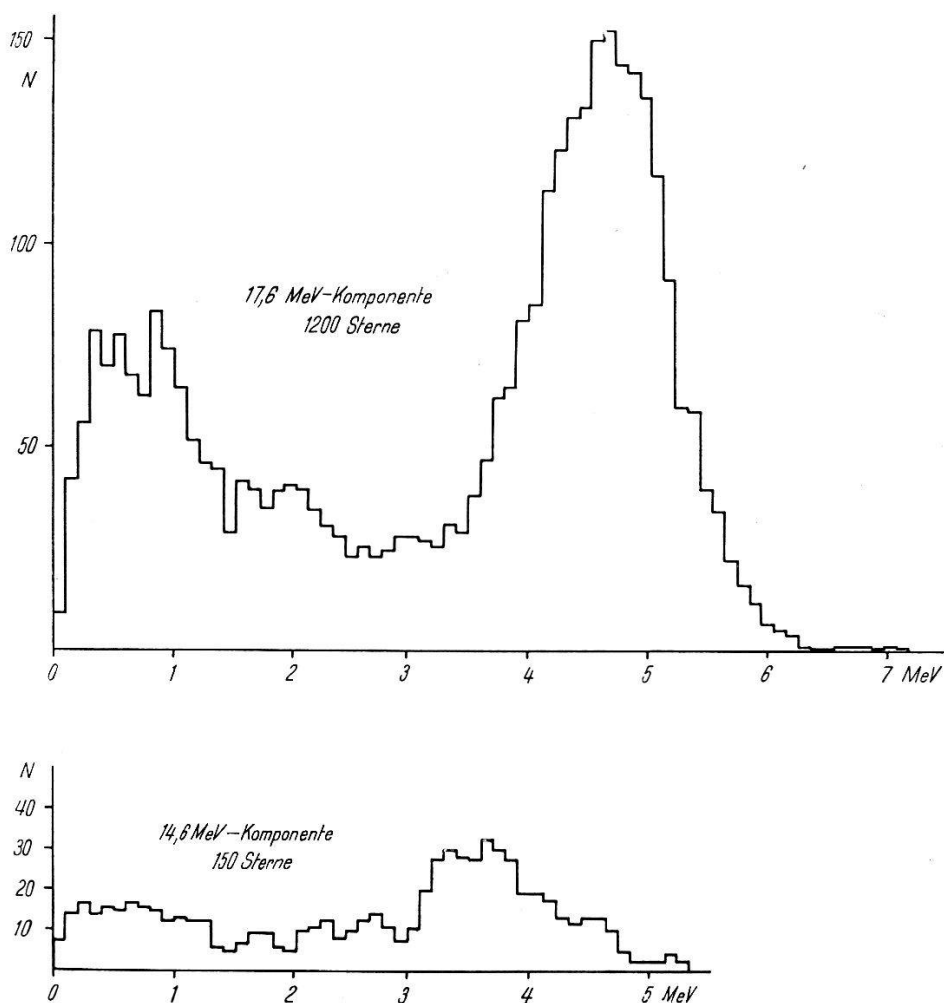 150
N
100
17,6 MeV-Komponente
1200 Sterne
50
0 1 2 3 4 5 6 7 MeV
N
40
14,6 MeV-Komponente
30
150 Sterne
20
10
0 1 2 3 4 5 MeV